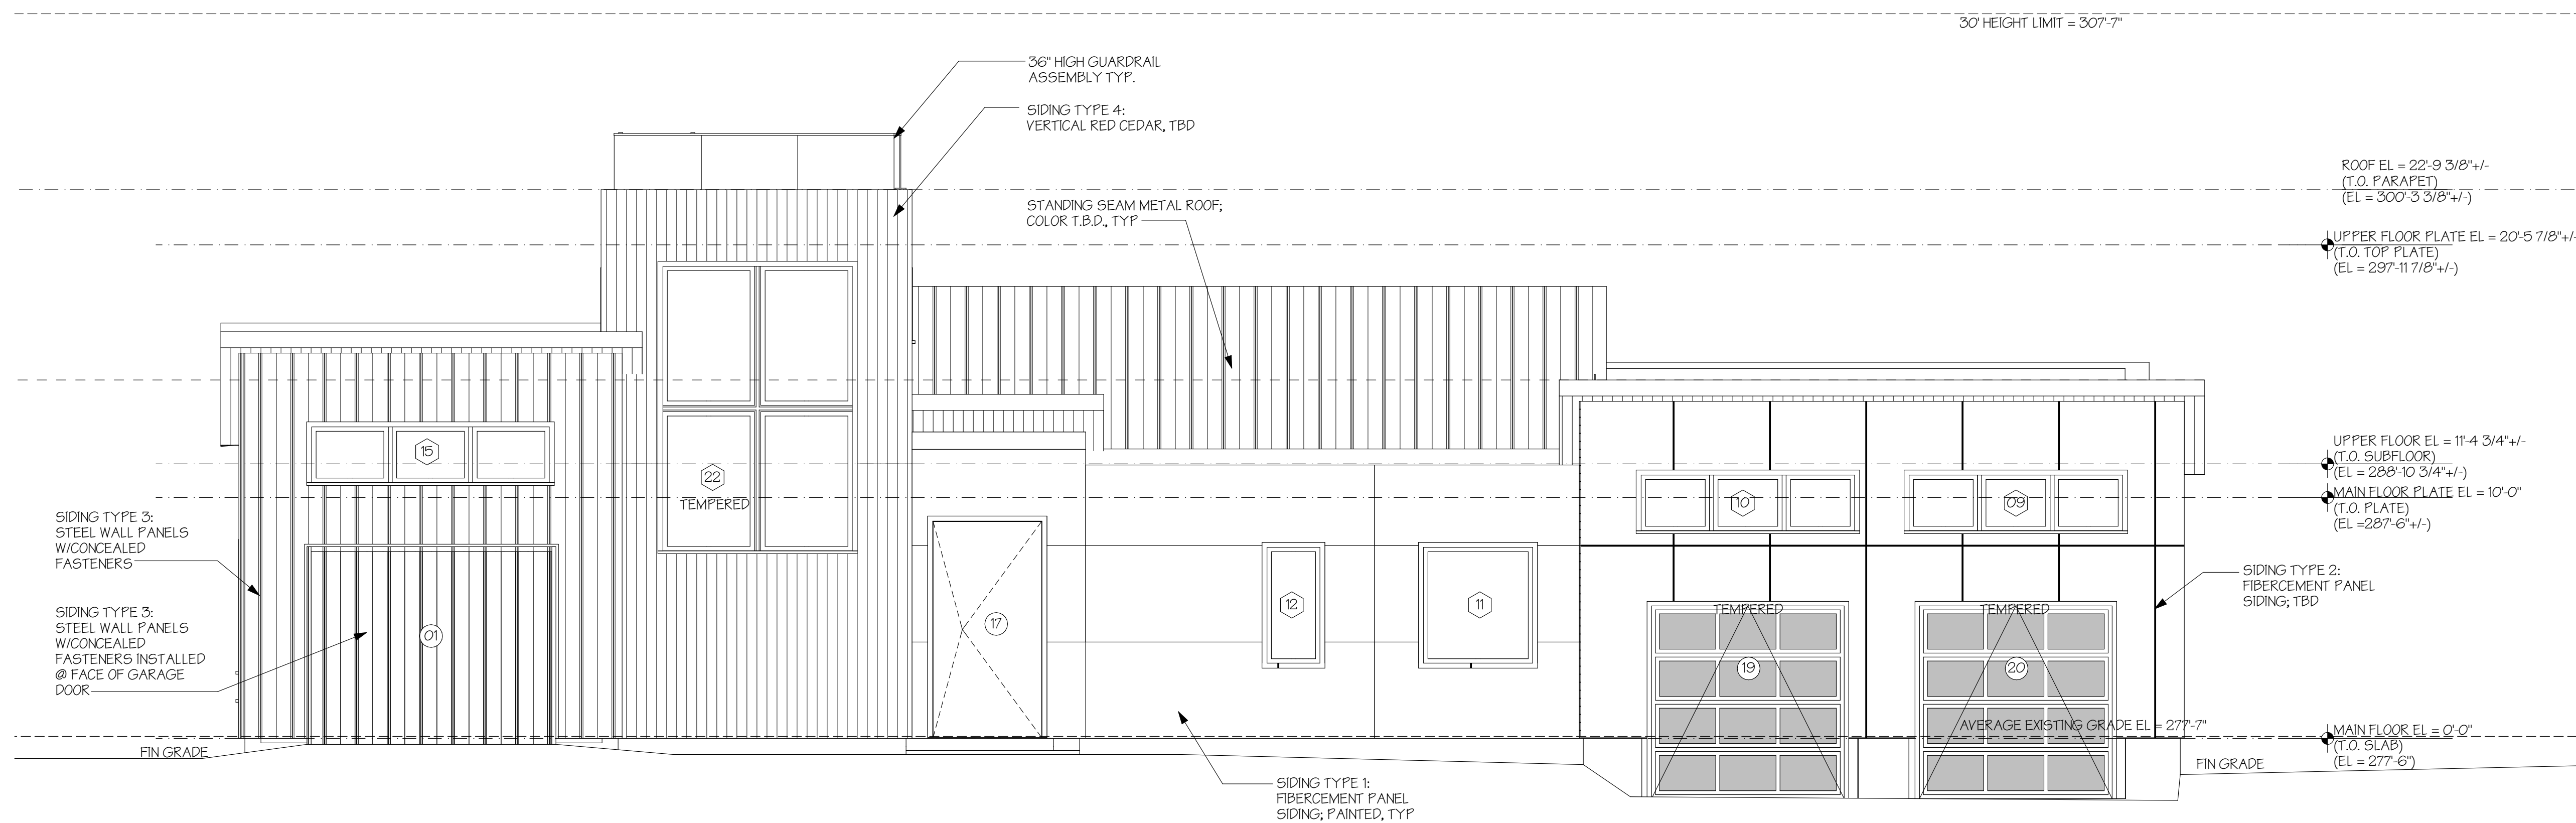 30' HEIGHT LIMIT = 307'-7"
36" HIGH GUARDRAIL
ASSEMBLY TYP.
SIDING TYPE 4:
VERTICAL RED CEDAR, TBD
ROOF EL = 22'-9 3/8"+/-
(T.O. PARAPET)
(EL = 300'-3 3/8"+/-)
STANDING SEAM METAL ROOF;
COLOR T.B.D., TYP
UPPER FLOOR PLATE EL = 20'-5 7/8"+/-
(T.O. TOP PLATE)
(EL = 297'-11 7/8"+/-)
UPPER FLOOR EL = 11'-4 3/4"+/-
(T.O. SUBFLOOR)
(EL = 288'-10 3/4"+/-)
MAIN FLOOR PLATE EL = 10'-0"
(T.O. PLATE)
(EL =287'-6"+/-)
15
22
TEMPERED
10
09
SIDING TYPE 3:
STEEL WALL PANELS
W/CONCEALED
FASTENERS
SIDING TYPE 3:
STEEL WALL PANELS
W/CONCEALED
FASTENERS INSTALLED
@ FACE OF GARAGE
DOOR
01
17
12
11
SIDING TYPE 2:
FIBERCEMENT PANEL
SIDING; TBD
TEMPERED
TEMPERED
19
20
AVERAGE EXISTING GRADE EL = 277'-7"
MAIN FLOOR EL = 0'-0"
(T.O. SLAB)
(EL = 277'-6")
FIN GRADE
FIN GRADE
SIDING TYPE 1:
FIBERCEMENT PANEL
SIDING; PAINTED, TYP